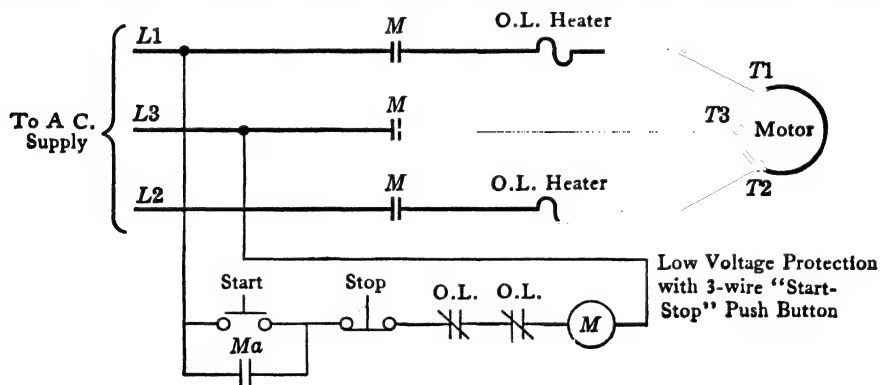 M
O.L. Heater
L1
T1
M
L3
T3
Motor
To A C.
Supply
M
O.L. Heater
L2
T2
Low Voltage Protection
with 3-wire “Start-
Stop” Push Button
Start
Stop
O.L.
O.L.
M
Ma